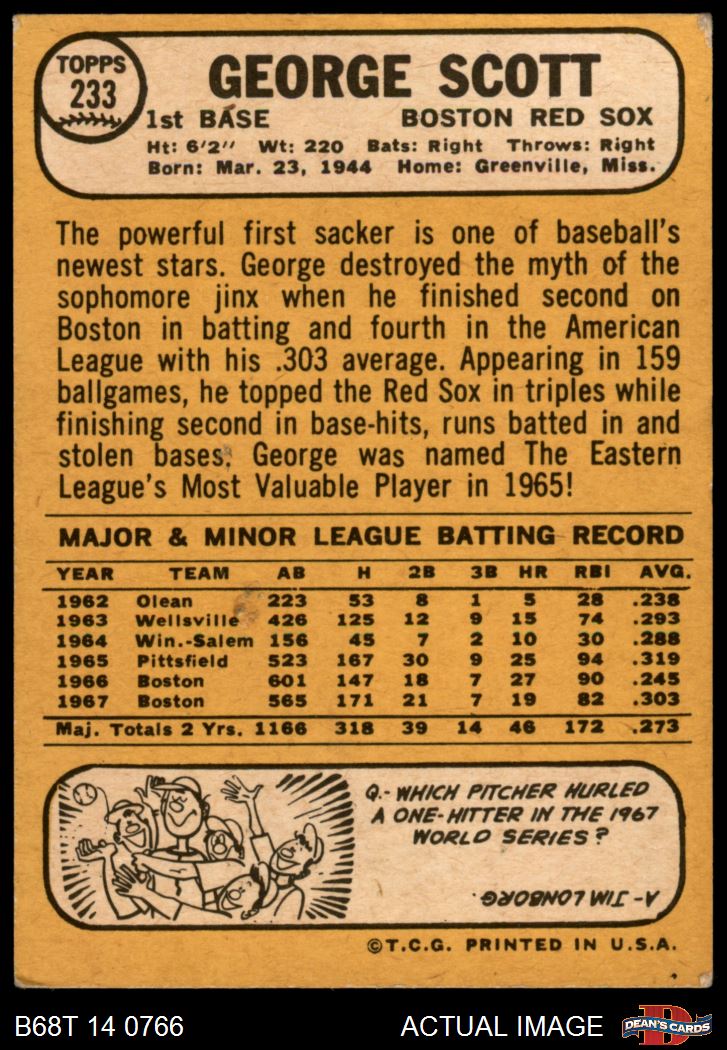 TOPPS
233
GEORGE SCOTT
1st BASE BOSTON RED SOX
Ht: 6'2" Wt: 220 Bats: Right Throws: Right
Born: Mar. 23, 1944 Home: Greenville, Miss.
The powerful first sacker is one of baseball's
newest stars. George destroyed the myth of the
sophomore jinx when he finished second on
Boston in batting and fourth in the American
League with his .303 average. Appearing in 159
ballgames, he topped the Red Sox in triples while
finishing second in base-hits, runs batted in and
stolen bases. George was named The Eastern
League's Most Valuable Player in 1965!
MAJOR & MINOR LEAGUE BATTING RECORD
YEAR TEAM AB H 2B 3B HR RBI AVG.
1962 Olean 223 53 8 1 5 28 .238
1963 Wellsville 426 125 12 9 15 74 .293
1964 Win.-Salem 156 45 7 2 10 30 .288
1965 Pittsfield 523 167 30 9 25 94 .319
1966 Boston 601 147 18 7 27 90 .245
1967 Boston 565 171 21 7 19 82 .303
Maj. Totals 2 Yrs. 1166 318 39 14 46 172 .273
Q.- WHICH PITCHER HURLED
A ONE-HITTER IN THE 1967
WORLD SERIES?
A- JIM LONBORG.
©T.C.G. PRINTED IN U.S.A.
B68T 14 0766 ACTUAL IMAGE
D
DEAN'S CARDS